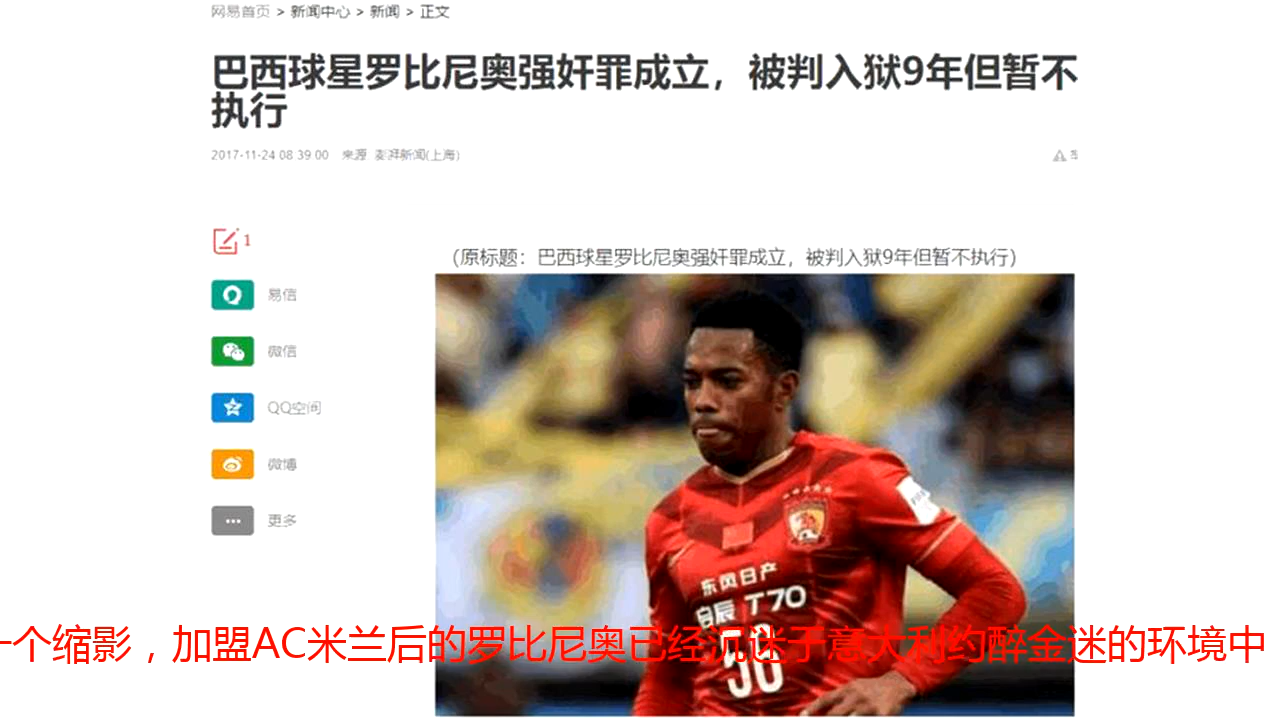 网易首页 > 新闻中心 > 新闻 > 正文
巴西球星罗比尼奥强奸罪成立，被判入狱9年但暂不
执行
2017-11-24 08 39 00 来源 澎湃新闻(上海)
1
(原标题：巴西球星罗比尼奥强奸罪成立，被判入狱9年但暂不执行)
易信
微信
QQ空间
微博
更多
东风日产
启辰 T70
个缩影，加盟AC米兰后的罗比尼奥已经沉迷于意大利约醉金迷的环境中